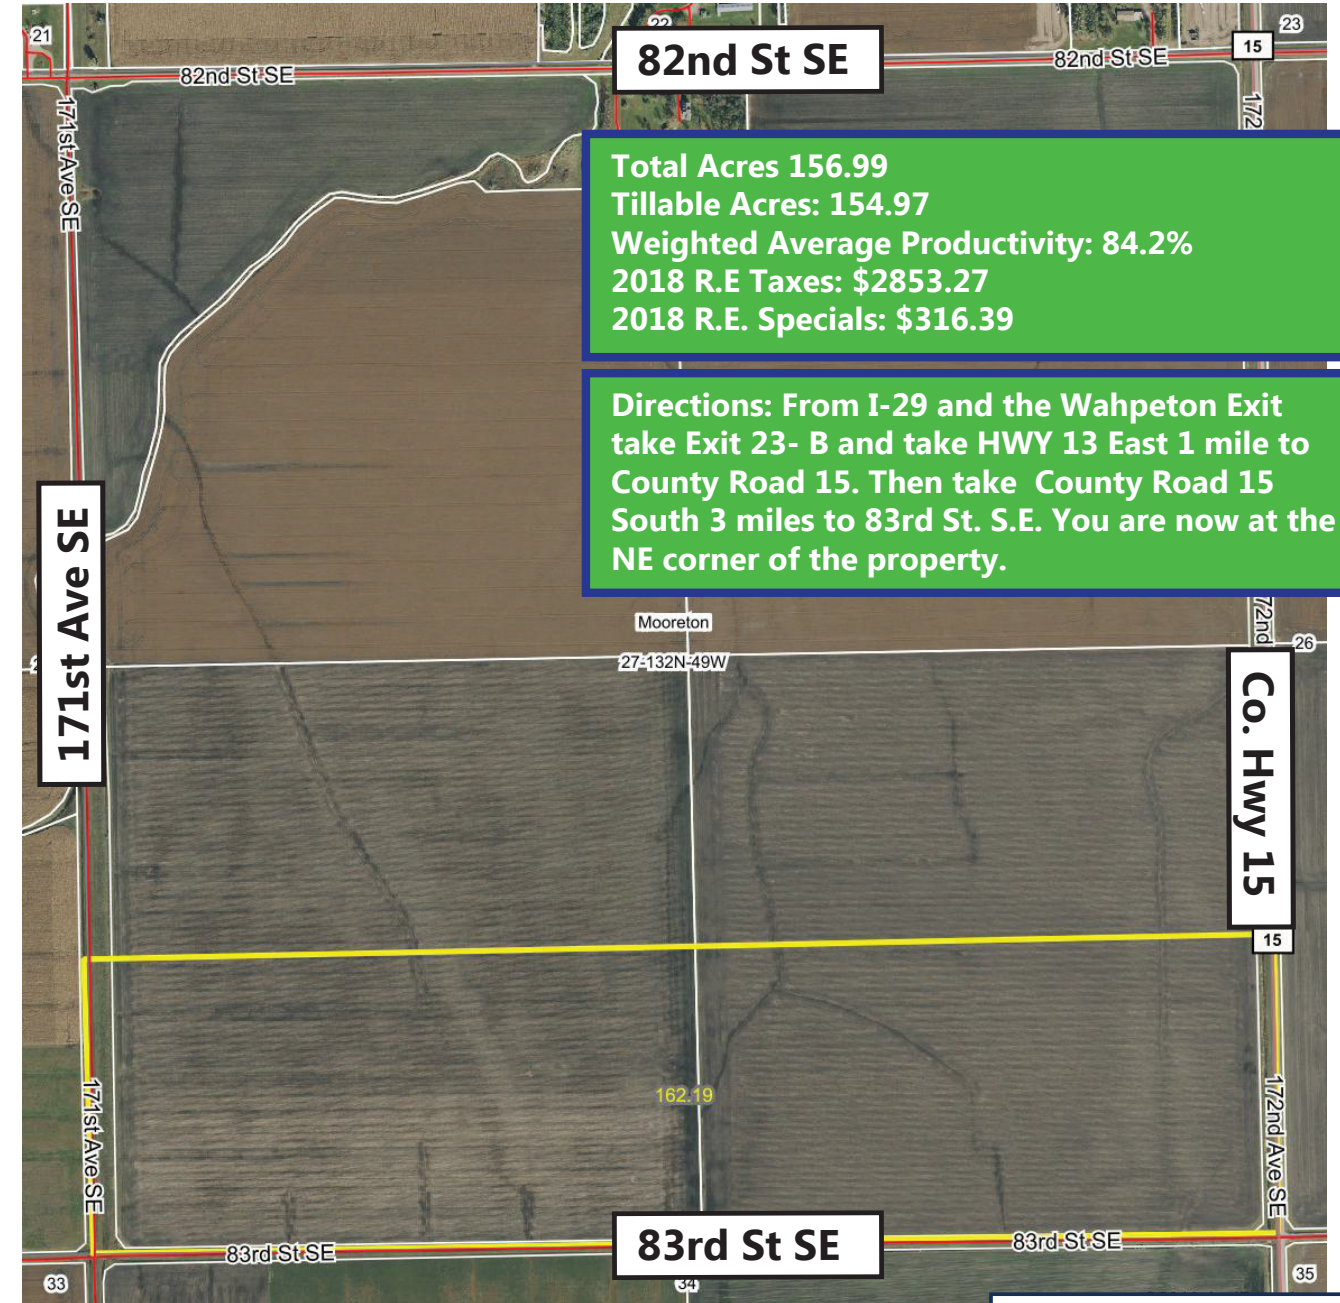 21
22
23
82nd St SE
82nd St SE
82nd St SE
15
171st Ave SE
172
Total Acres 156.99
Tillable Acres: 154.97
Weighted Average Productivity: 84.2%
2018 R.E Taxes: $2853.27
2018 R.E. Specials: $316.39
Directions: From I-29 and the Wahpeton Exit
take Exit 23- B and take HWY 13 East 1 mile to
County Road 15. Then take County Road 15
South 3 miles to 83rd St. S.E. You are now at the
NE corner of the property.
171st Ave SE
Mooreton
27-132N-49W
72nd
26
Co. Hwy 15
15
162.19
171st Ave SE
172nd Ave SE
83rd St SE
83rd St SE
83rd St SE
33
34
35